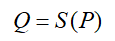 Q = S(P)